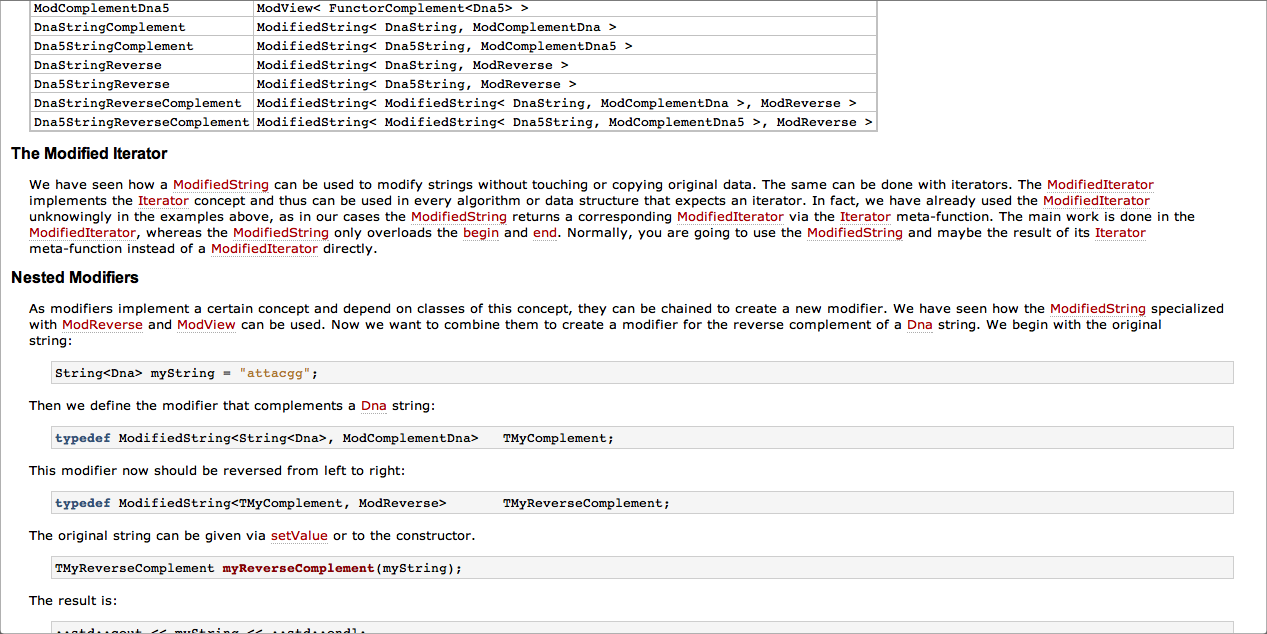 ModComplementDna5 ModView< FunctorComplement<Dna5> >
DnaStringComplement ModifiedString< DnaString, ModComplementDna >
Dna5StringComplement ModifiedString< Dna5String, ModComplementDna5 >
DnaStringReverse ModifiedString< DnaString, ModReverse >
Dna5StringReverse ModifiedString< Dna5String, ModReverse >
DnaStringReverseComplement ModifiedString< ModifiedString< DnaString, ModComplementDna >, ModReverse >
Dna5StringReverseComplement ModifiedString< ModifiedString< Dna5String, ModComplementDna5 >, ModReverse >
The Modified Iterator
We have seen how a ModifiedString can be used to modify strings without touching or copying original data. The same can be done with iterators. The ModifiedIterator
implements the Iterator concept and thus can be used in every algorithm or data structure that expects an iterator. In fact, we have already used the ModifiedIterator
unknowingly in the examples above, as in our cases the ModifiedString returns a corresponding ModifiedIterator via the Iterator meta-function. The main work is done in the
ModifiedIterator, whereas the ModifiedString only overloads the begin and end. Normally, you are going to use the ModifiedString and maybe the result of its Iterator
meta-function instead of a ModifiedIterator directly.
Nested Modifiers
As modifiers implement a certain concept and depend on classes of this concept, they can be chained to create a new modifier. We have seen how the ModifiedString specialized
with ModReverse and ModView can be used. Now we want to combine them to create a modifier for the reverse complement of a Dna string. We begin with the original
string:
String<Dna> myString = "attacgg";
Then we define the modifier that complements a Dna string:
typedef ModifiedString<String<Dna>, ModComplementDna> TMyComplement;
This modifier now should be reversed from left to right:
typedef ModifiedString<TMyComplement, ModReverse> TMyReverseComplement;
The original string can be given via setValue or to the constructor.
TMyReverseComplement myReverseComplement(myString);
The result is:
::std::cout << myString << ::std::endl;